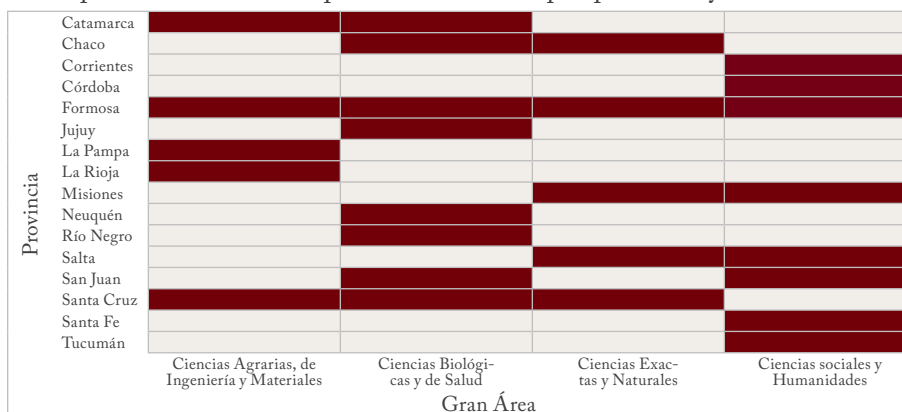 Catamarca
Chaco
Corrientes
Córdoba
Formosa
Jujuy
La Pampa
La Rioja
Misiones
Neuquén
Río Negro
Salta
San Juan
Santa Cruz
Santa Fe
Tucumán
Provincia
Ciencias Agrarias, de
Ingeniería y Materiales
Ciencias Biológi-
cas y de Salud
Ciencias Exac-
tas y Naturales
Ciencias sociales y
Humanidades
Gran Área